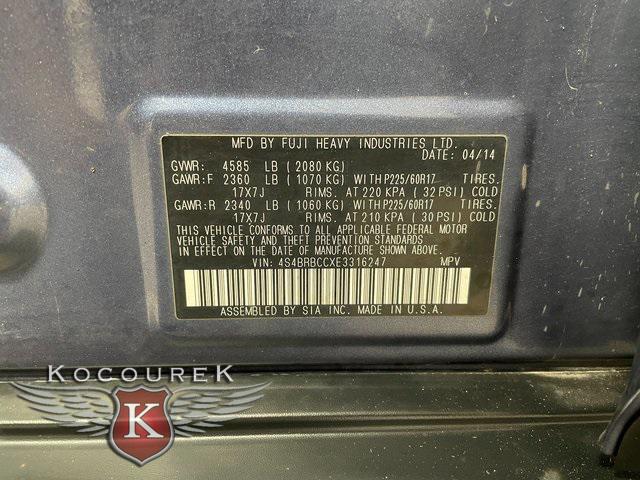 MFD BY FUJI HEAVY INDUSTRIES LTD.
DATE: 04/14
GVWR: 4585 LB (2080 KG)
GAWR:F 2360 LB (1070 KG) WITH P225/60R17 TIRES.
17X7J RIMS. AT 220 KPA (32 PSI) COLD
GAWR:R 2340 LB (1060 KG) WITH P225/60R17 TIRES.
17X7J RIMS. AT 210 KPA (30 PSI) COLD
THIS VEHICLE CONFORMS TO ALL APPLICABLE FEDERAL MOTOR
VEHICLE SAFETY AND THEFT PREVENTION STANDARDS
IN EFFECT ON THE DATE OF MANUFACTURE SHOWN ABOVE.
VIN: 4S4BRBCCXE3316247 MPV
ASSEMBLED BY SIA INC. MADE IN U.S.A.
KOCOUREK
K